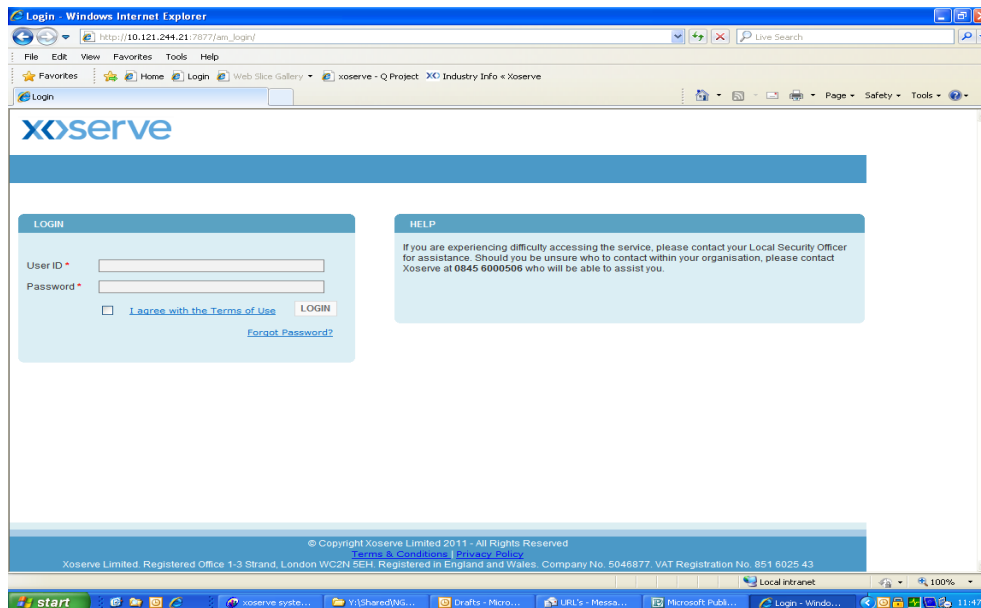 Login - Windows Internet Explorer
http://10.121.244.21:7877/am_login/
Live Search
File Edit View Favorites Tools Help
Favorites Home Login Web Slice Gallery xoserve - Q Project XO Industry Info « Xoserve
Login
Page Safety Tools
xoserve
LOGIN
User ID *
Password *
I agree with the Terms of Use
LOGIN
Forgot Password?
HELP
If you are experiencing difficulty accessing the service, please contact your Local Security Officer
for assistance. Should you be unsure who to contact within your organisation, please contact
Xoserve at 0845 6000506 who will be able to assist you.
© Copyright Xoserve Limited 2011 - All Rights Reserved
Terms & Conditions | Privacy Policy
Xoserve Limited. Registered Office 1-3 Strand, London WC2N 5EH. Registered in England and Wales. Company No. 5046877. VAT Registration No. 851 6025 43
Local intranet 100%
start xoserve syste... Y:\Shared\NG... Drafts - Micro... URL's - Messa... Microsoft Publi... Login - Windo... 11:47